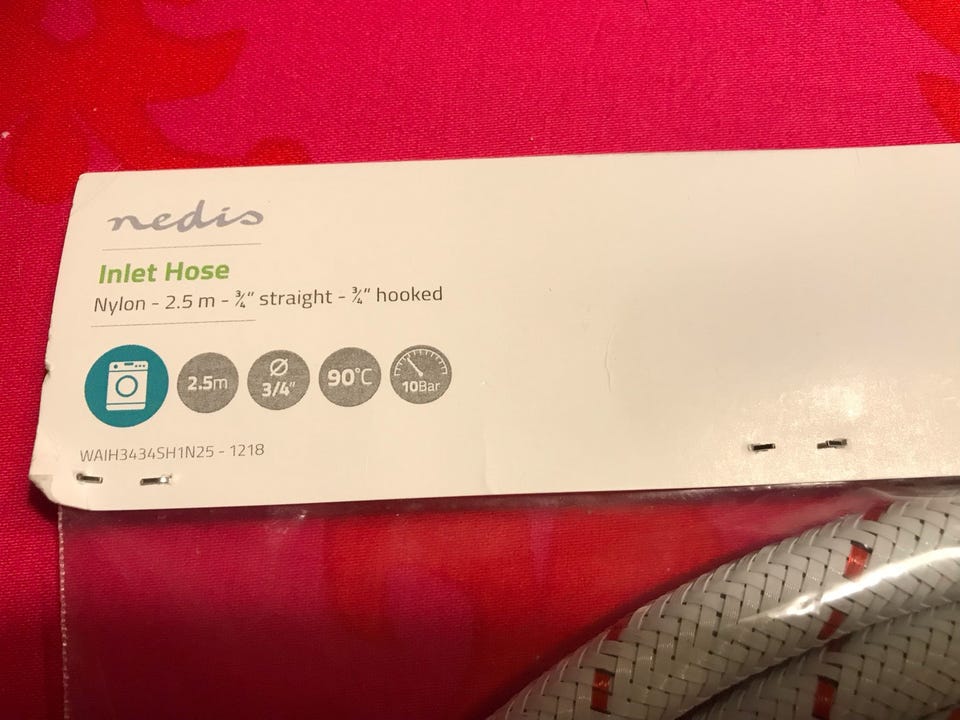 nedis
Inlet Hose
Nylon - 2.5 m - ¾" straight - ¾" hooked
2.5m
Ø
3/4"
90°C
10Bar
WAIH3434SH1N25 - 1218